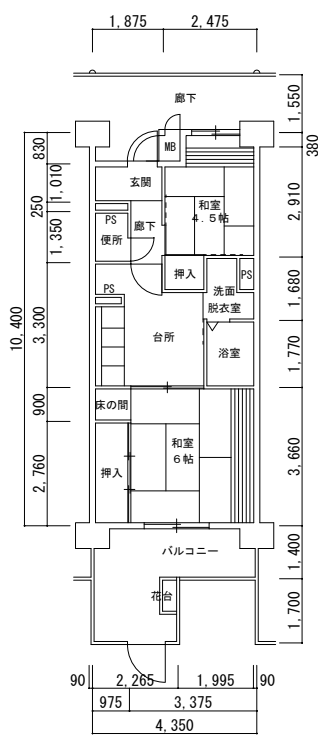 1,875 2,475
廊下
1,550
380
830
MB
玄関
1,010
和室
4.5帖
2,910
250
PS
廊下
便所
1,350
押入
洗面
脱衣室
PS
1,680
PS
3,300
台所
浴室
1,770
10,400
900
床の間
和室
6帖
3,660
押入
2,760
バルコニー
1,400
花台
1,700
90 2,265 1,995 90
975 3,375
4,350